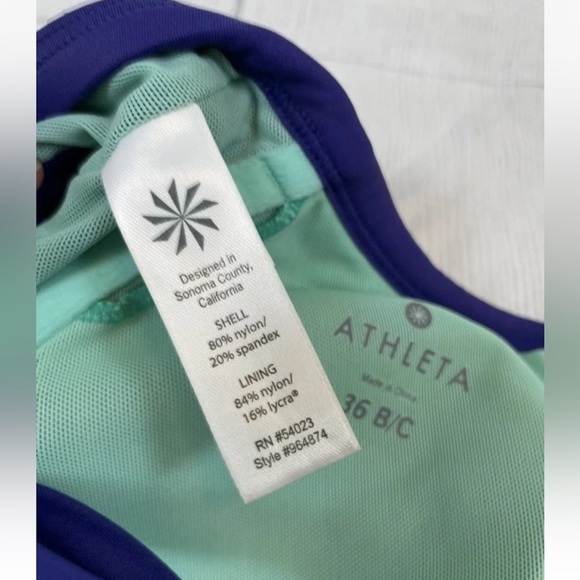 Designed in
Sonoma County,
California
SHELL
80% nylon/
20% spandex
LINING
84% nylon/
16% lycra®
RN #54023
Style #964874
ATHLETA
Made in China
36 B/C